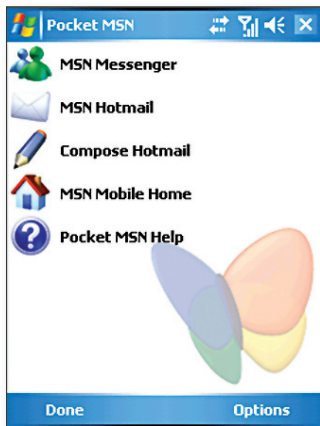 Pocket MSN
MSN Messenger
MSN Hotmail
Compose Hotmail
MSN Mobile Home
Pocket MSN Help
Done Options